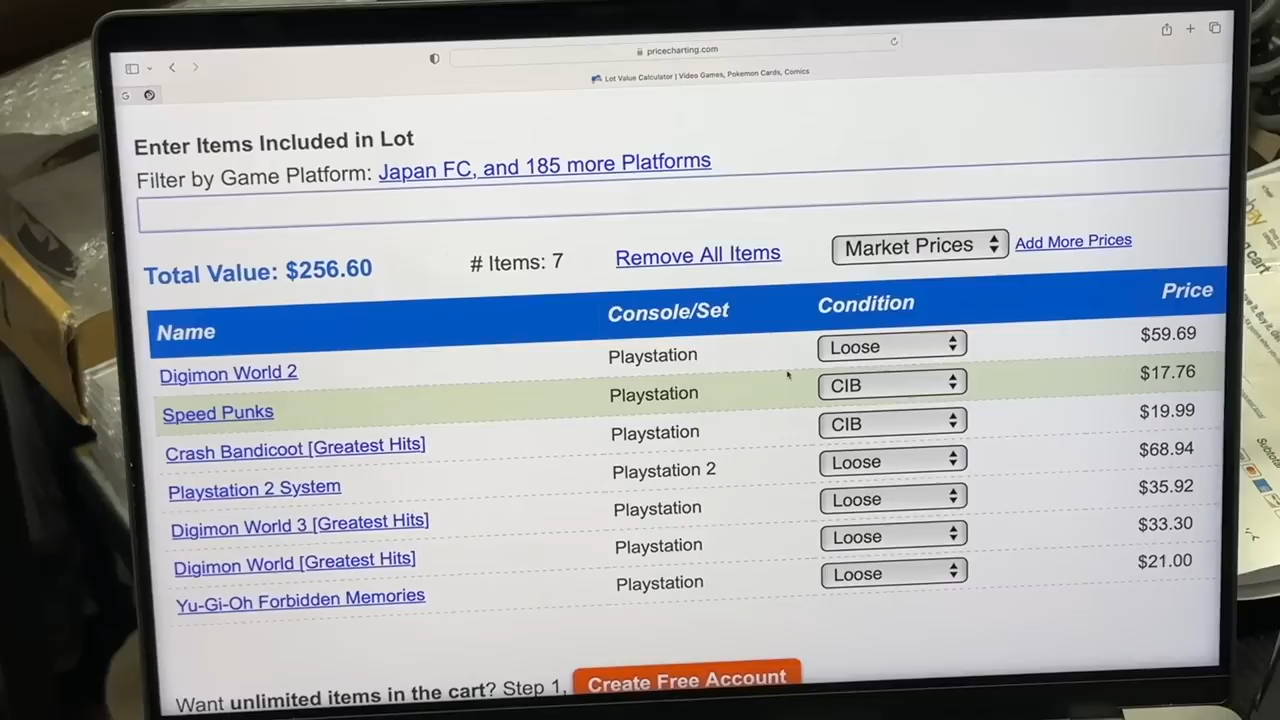 pricecharting.com
Lot Value Calculator | Video Games, Pokemon Cards, Comics
G
Enter Items Included in Lot
Filter by Game Platform: Japan FC, and 185 more Platforms
Total Value: $256.60 # Items: 7 Remove All Items Market Prices Add More Prices
Name Console/Set Condition Price
Digimon World 2 Playstation Loose $59.69
Speed Punks Playstation CIB $17.76
Crash Bandicoot [Greatest Hits] Playstation CIB $19.99
Playstation 2 System Playstation 2 Loose $68.94
Digimon World 3 [Greatest Hits] Playstation Loose $35.92
Digimon World [Greatest Hits] Playstation Loose $33.30
Yu-Gi-Oh Forbidden Memories Playstation Loose $21.00
Want unlimited items in the cart? Step 1, Create Free Account